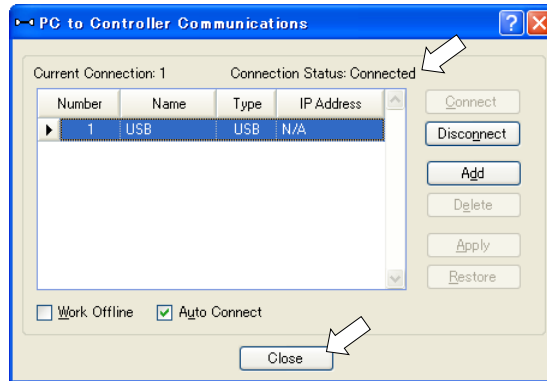 PC to Controller Communications
Current Connection: 1 Connection Status: Connected
Number Name Type IP Address
1 USB USB N/A
Connect
Disconnect
Add
Delete
Apply
Restore
Work Offline Auto Connect
Close